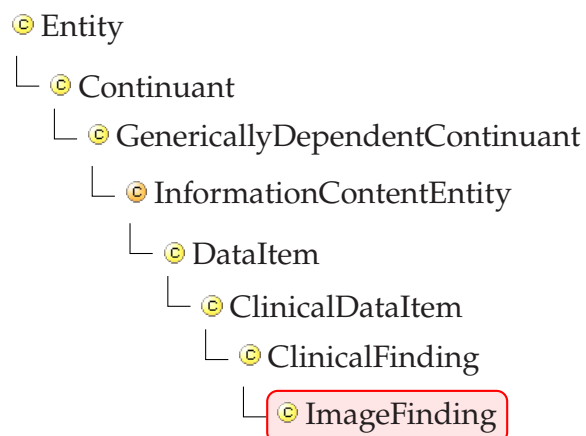 C Entity
C Continuant
C GenericallyDependentContinuant
C InformationContentEntity
C DataItem
C ClinicalDataItem
C ClinicalFinding
C ImageFinding